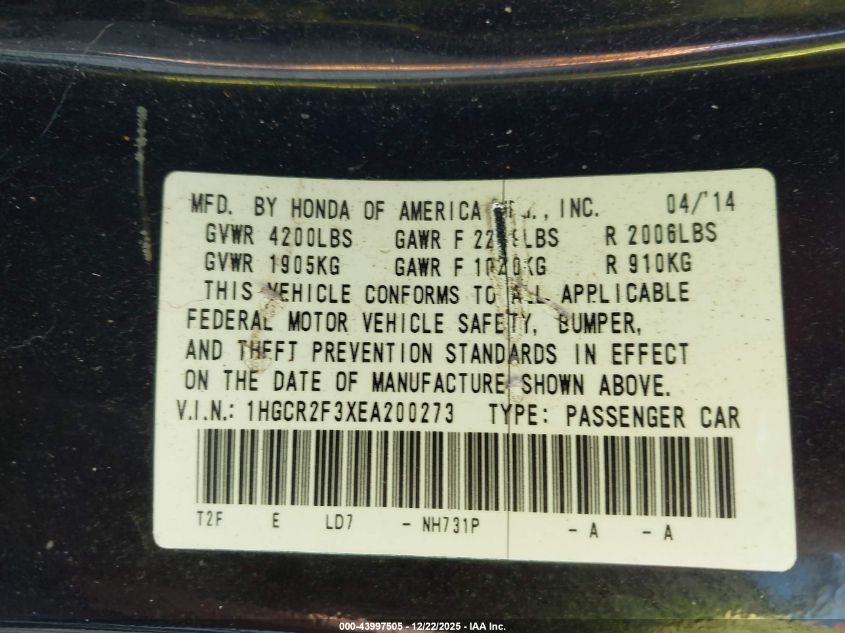 MFD. BY HONDA OF AMERICA , INC. 04/14
GVWR 4200LBS GAWR F R 2006LBS
GVWR 1905KG GAWR F R 910KG
THIS VEHICLE CONFORMS TO ALL APPLICABLE
FEDERAL MOTOR VEHICLE SAFETY, BUMPER,
AND THEFT PREVENTION STANDARDS IN EFFECT
ON THE DATE OF MANUFACTURE SHOWN ABOVE.
V.I.N.: 1HGCR2F3XEA200273 TYPE: PASSENGER CAR
T2F E LD7 - NH731P - A - A
000-43997505 - 12/22/2025 - IAA Inc.